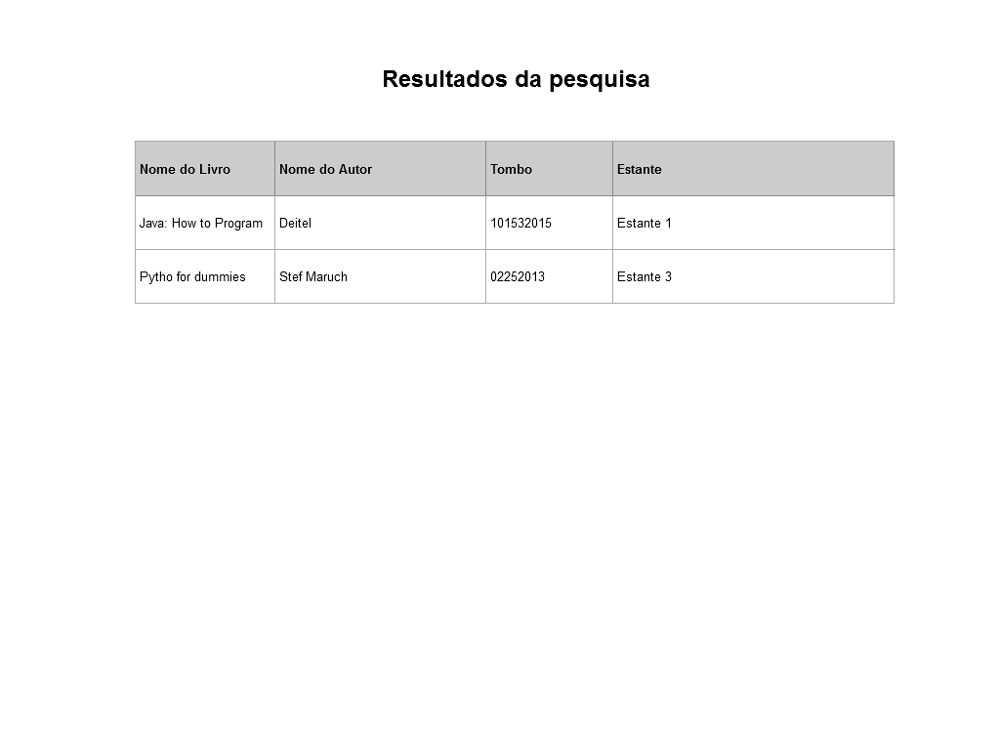 Resultados da pesquisa
Nome do Livro Nome do Autor Tombo Estante
Java: How to Program Deitel 101532015 Estante 1
Pytho for dummies Stef Maruch 02252013 Estante 3